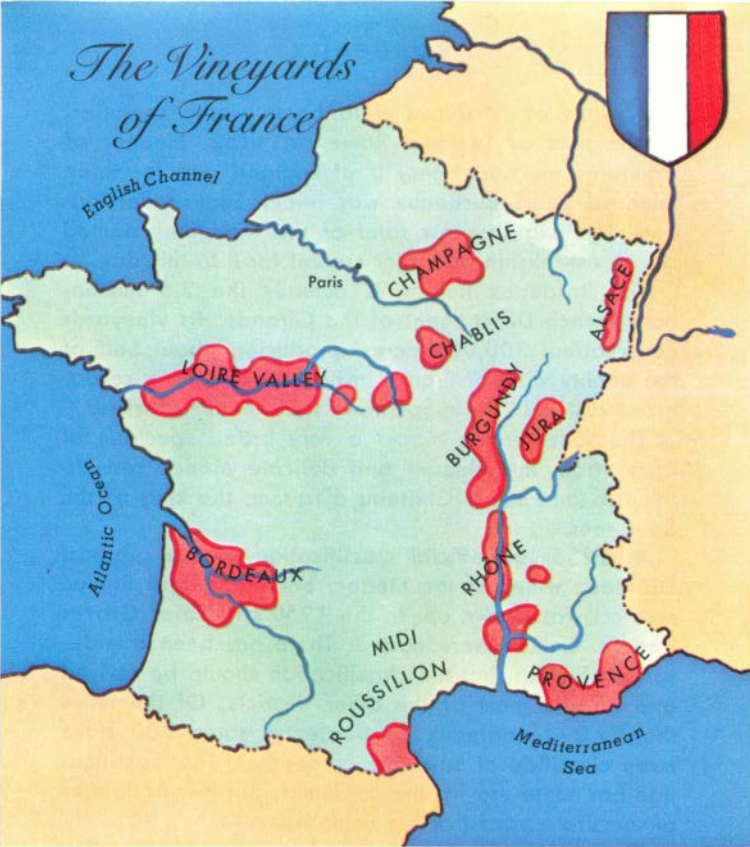 The Vineyards
of France
English Channel
CHAMPAGNE
Paris
ALSACE
CHABLIS
LOIRE VALLEY
BURGUNDY
JURA
Atlantic Ocean
BORDEAUX
RHÔNE
MIDI
ROUSSILLON
PROVENCE
Mediterranean
Sea